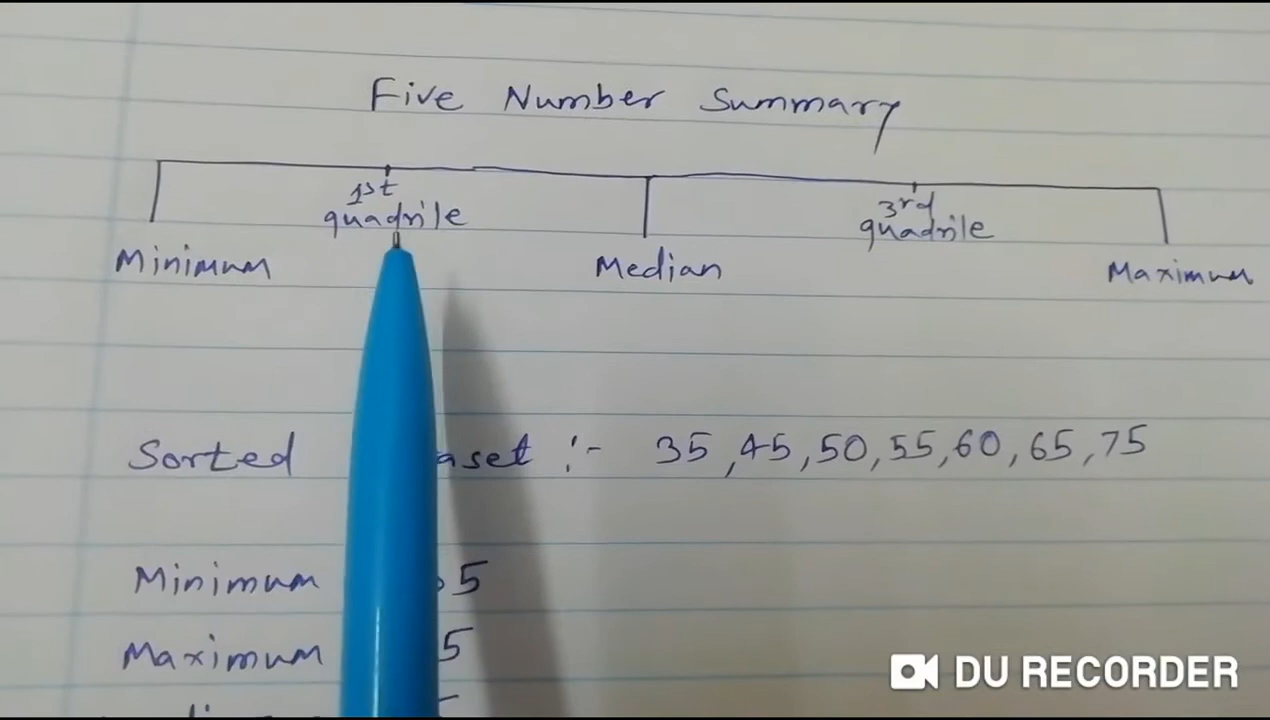 Five Number Summary
1st
quadrile
3rd
quadrile
Minimum
Median
Maximum
Sorted :- 35, 45, 50, 55, 60, 65, 75
Minimum 5
Maximum 5
DU RECORDER